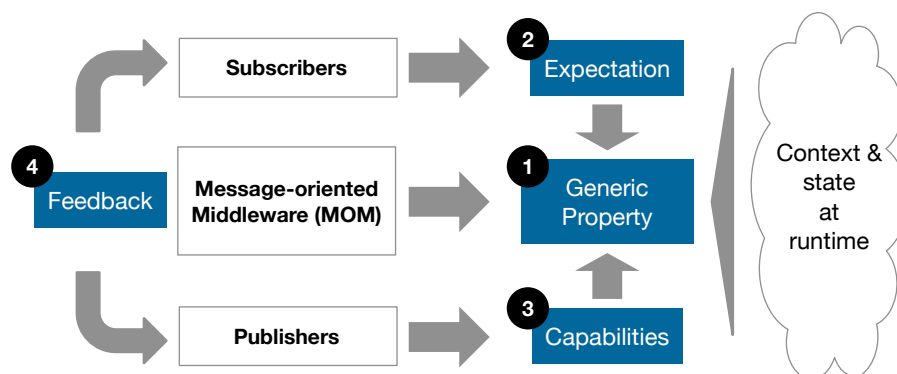 2
Subscribers
Expectation
4
Feedback
Message-oriented
Middleware (MOM)
1
Generic
Property
Context &
state
at
runtime
3
Publishers
Capabilities